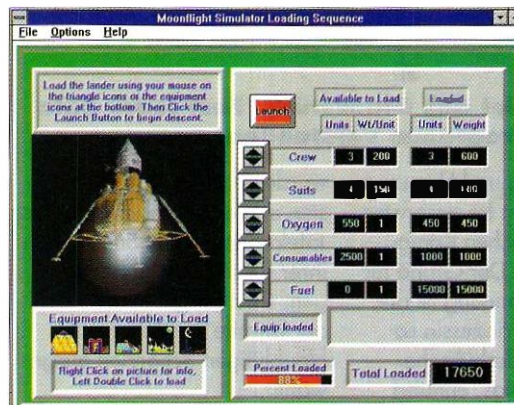 Moonflight Simulator Loading Sequence
File Options Help
Load the lander using your mouse on
the triangle icons or the equipment
icons at the bottom. Then Click the
Launch Button to begin descent.
Launch
Available to Load Loaded
Units Wt/Unit Units Weight
Crew 3 200 3 600
Suits 150
Oxygen 550 1 450 450
Consumables 2500 1 1000 1000
Fuel 0 1 15000 15000
Equipment Available to Load
Right Click on picture for info,
Left Double Click to load
Equip loaded
Percent Loaded
88%
Total Loaded 17650